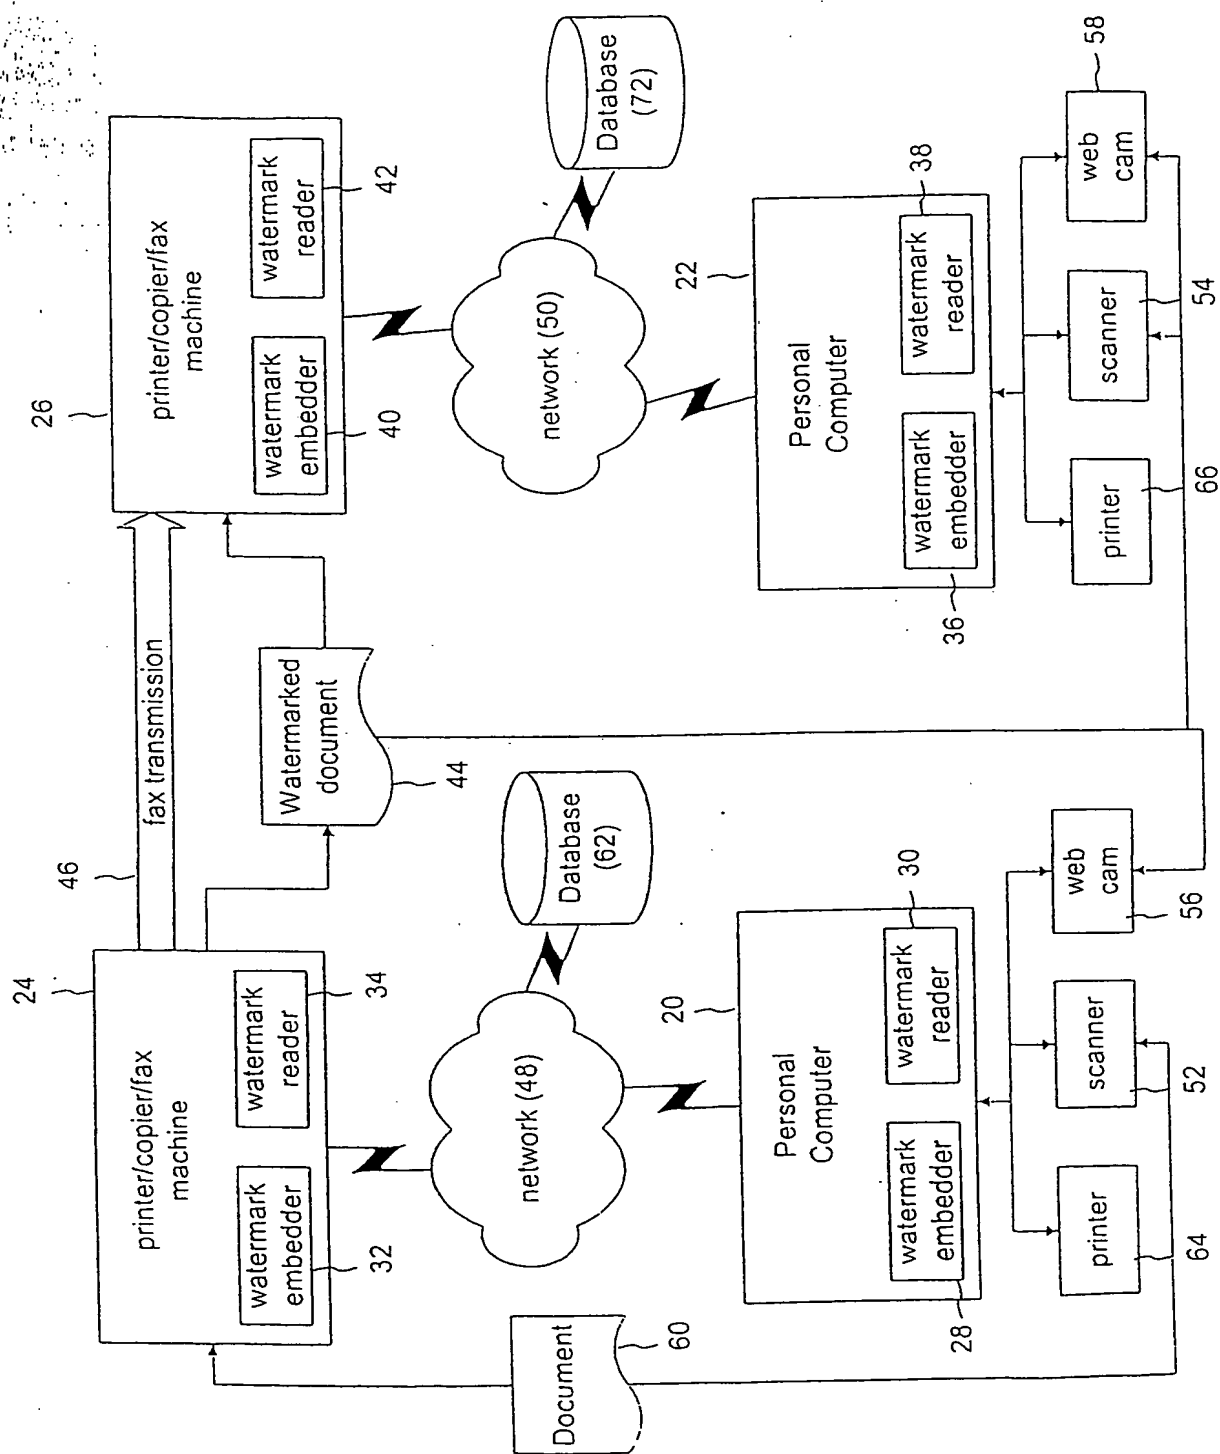 24
printer/copier/fax
machine
watermark
embedder
32
watermark
reader
34
46
fax transmission
26
printer/copier/fax
machine
watermark
embedder
40
watermark
reader
42
Watermarked
document
44
network (48)
Database
(62)
network (50)
Database
(72)
Document
60
20
Personal
Computer
watermark
embedder
28
watermark
reader
30
printer
64
scanner
52
web
cam
56
22
Personal
Computer
watermark
embedder
36
watermark
reader
38
printer
66
scanner
54
web
cam
58